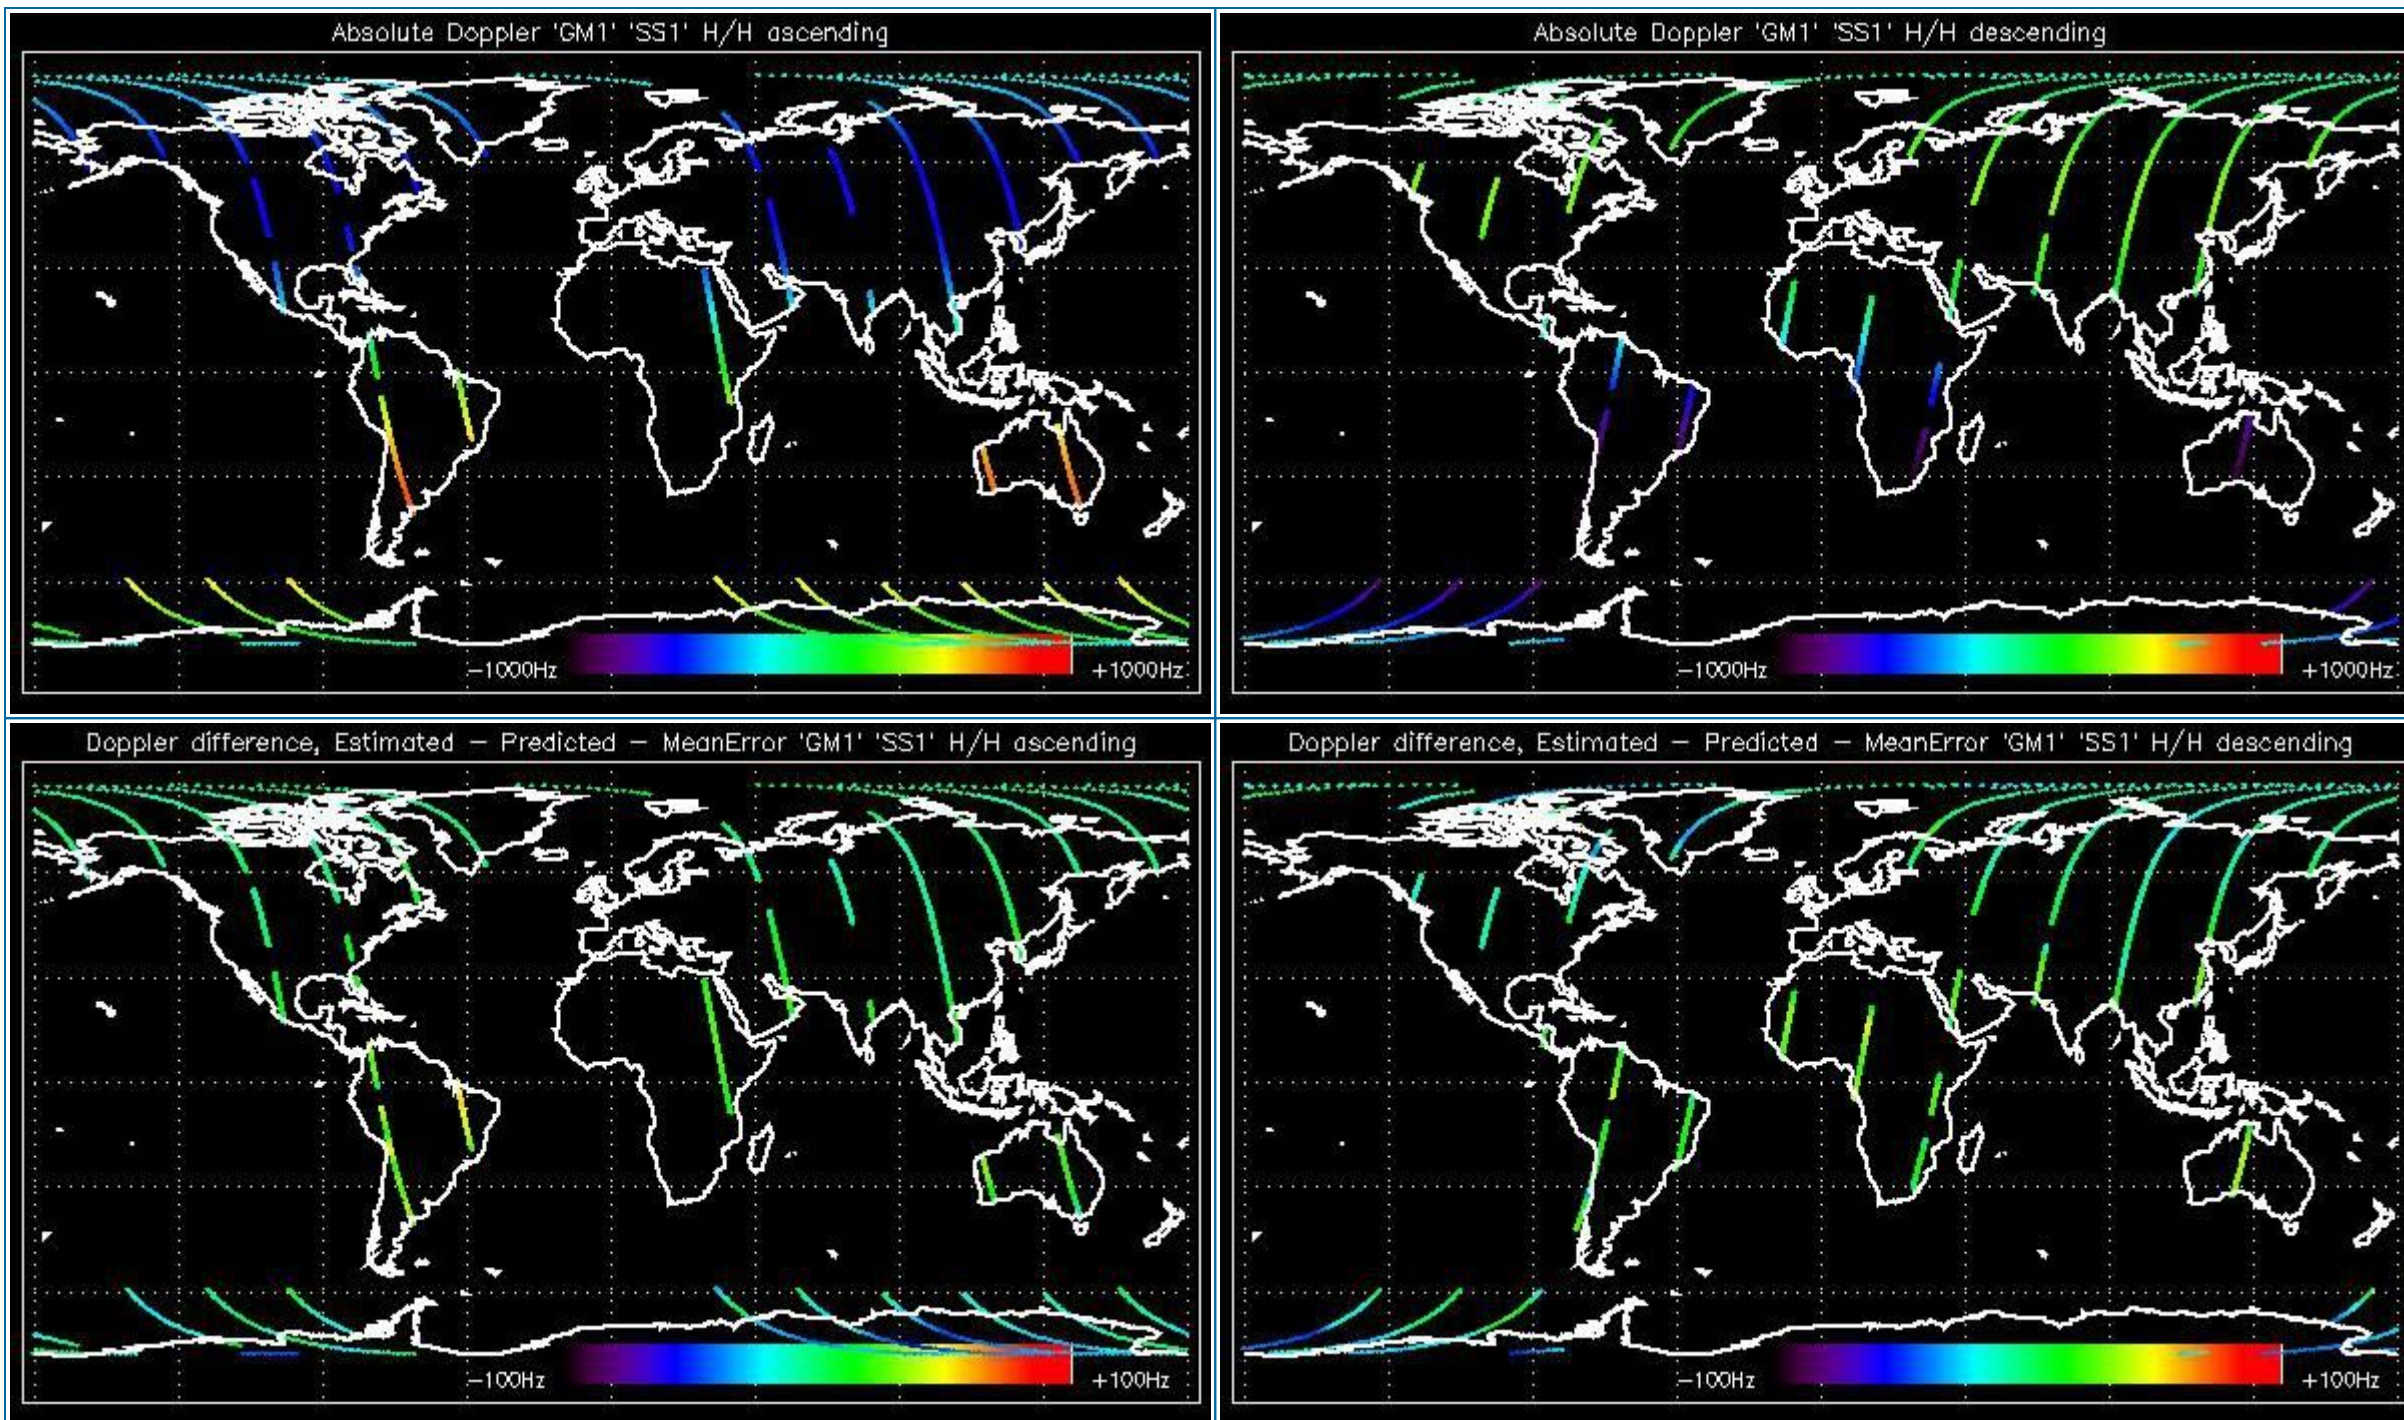 Absolute Doppler 'GM1' 'SS1' H/H ascending
−1000Hz
+1000Hz
Absolute Doppler 'GM1' 'SS1' H/H descending
−1000Hz
+1000Hz
Doppler difference, Estimated − Predicted − MeanError 'GM1' 'SS1' H/H ascending
−100Hz
+100Hz
Doppler difference, Estimated − Predicted − MeanError 'GM1' 'SS1' H/H descending
−100Hz
+100Hz